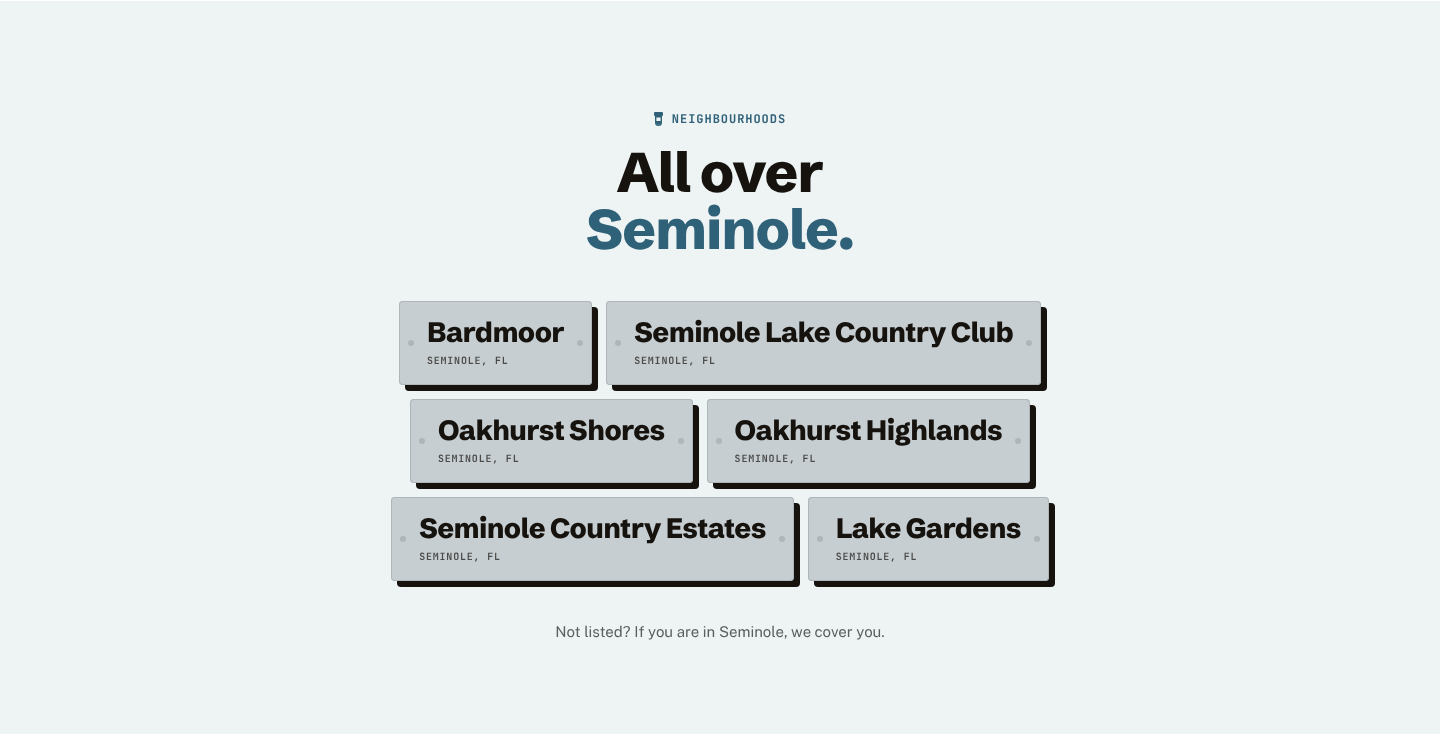 NEIGHBOURHOODS
All over
Seminole.
Bardmoor
SEMINOLE, FL
Seminole Lake Country Club
SEMINOLE, FL
Oakhurst Shores
SEMINOLE, FL
Oakhurst Highlands
SEMINOLE, FL
Seminole Country Estates
SEMINOLE, FL
Lake Gardens
SEMINOLE, FL
Not listed? If you are in Seminole, we cover you.